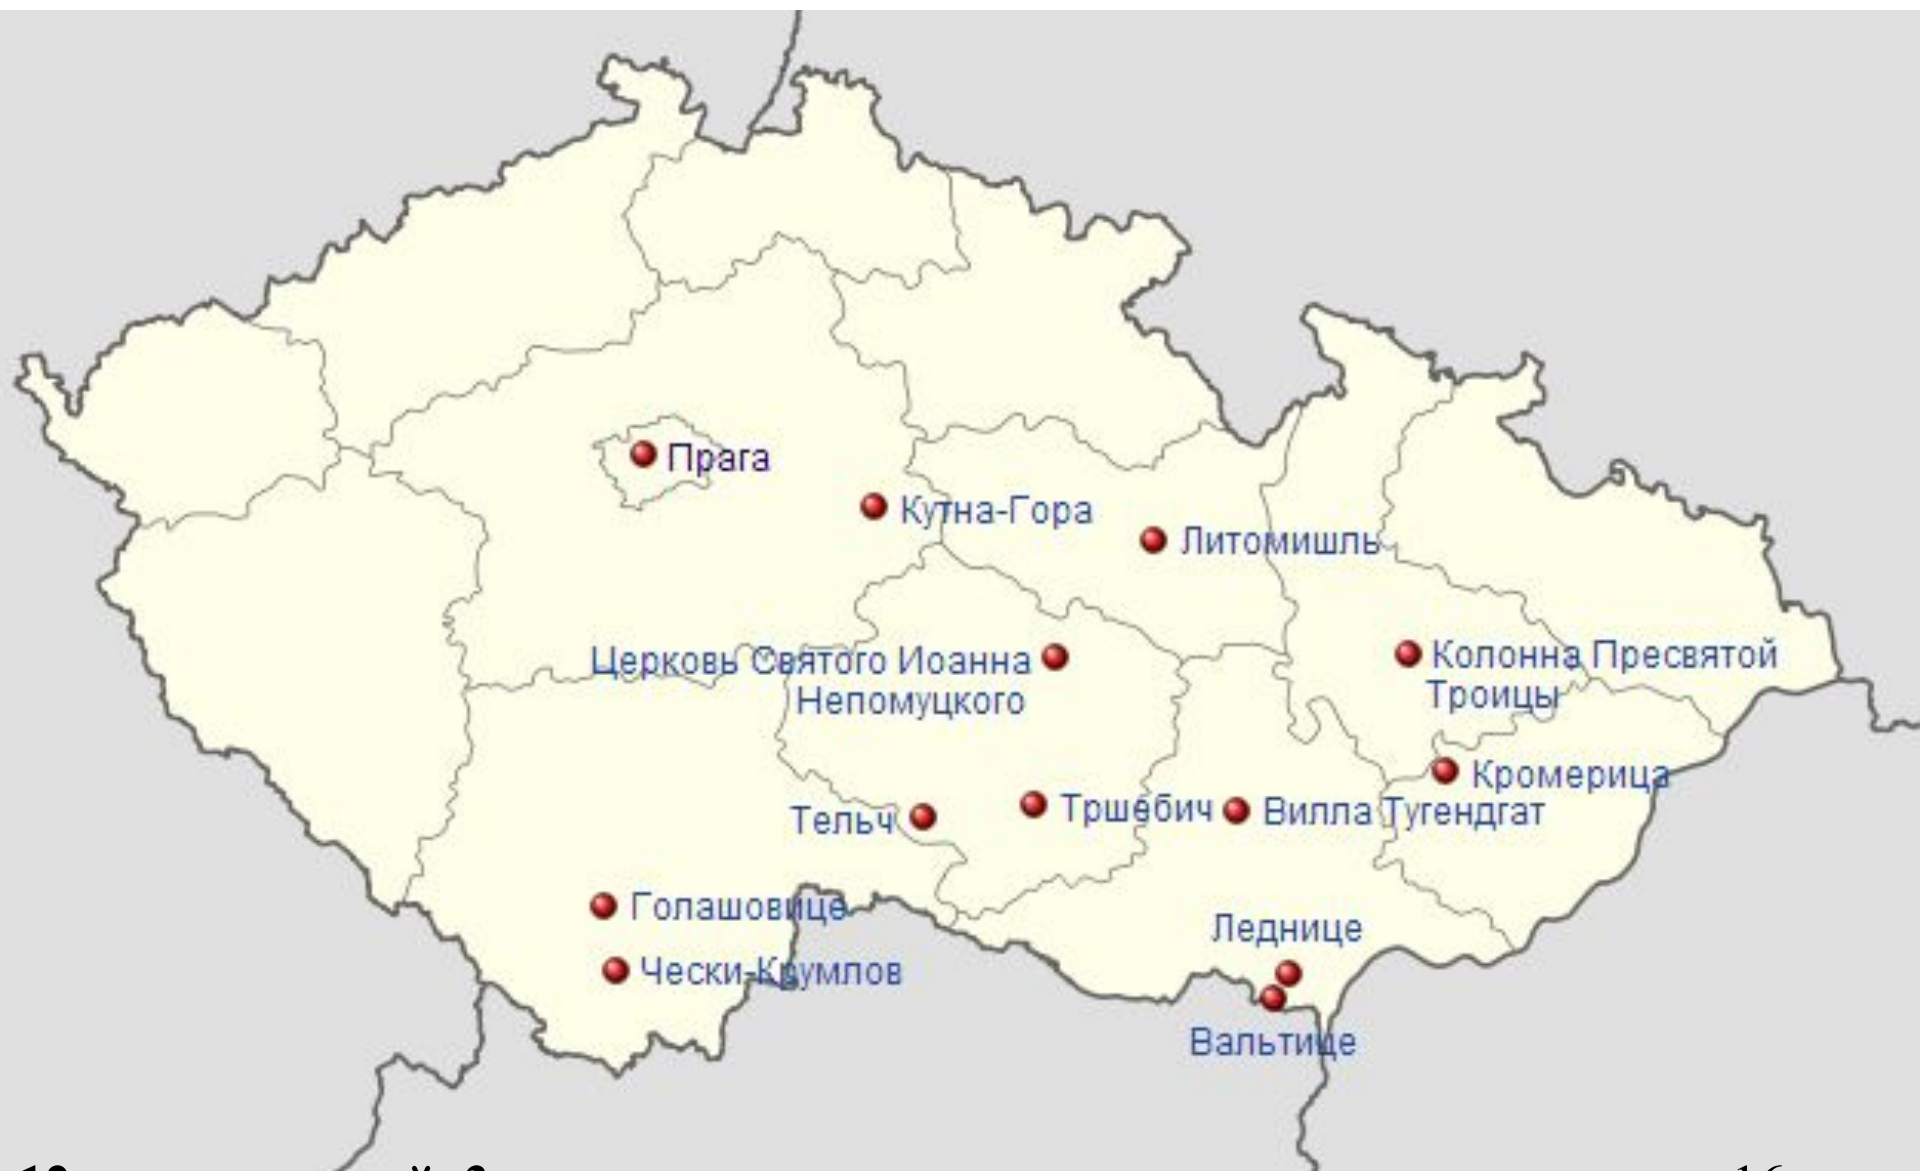 Прага
Кутна-Гора
Литомишль
Церковь Святого Иоанна
Непомуцкого
Колонна Пресвятой
Троицы
Кромерица
Тельч
Тршебич
Вилла Тугендгат
Голашовице
Леднице
Чески-Крумлов
Вальтице